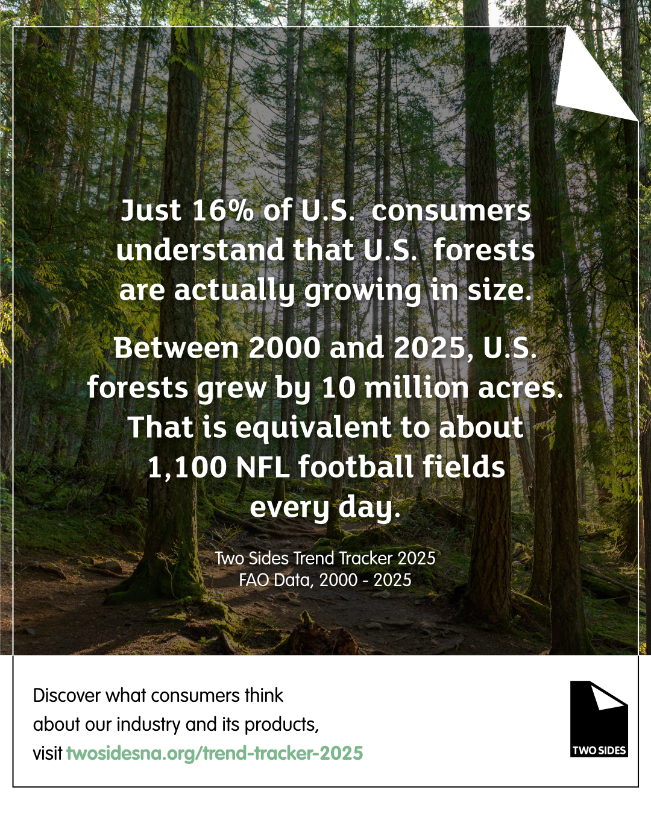 Just 16% of U.S.  consumers
understand that U.S.  forests
are actually growing in size.
Between 2000 and 2025, U.S.
forests grew by 10 million acres.
That is equivalent to about
1,100 NFL football fields
every day.
Two Sides Trend Tracker 2025
FAO Data, 2000 - 2025
Discover what consumers think
about our industry and its products,
visit twosidesna.org/trend-tracker-2025
TWO SIDES